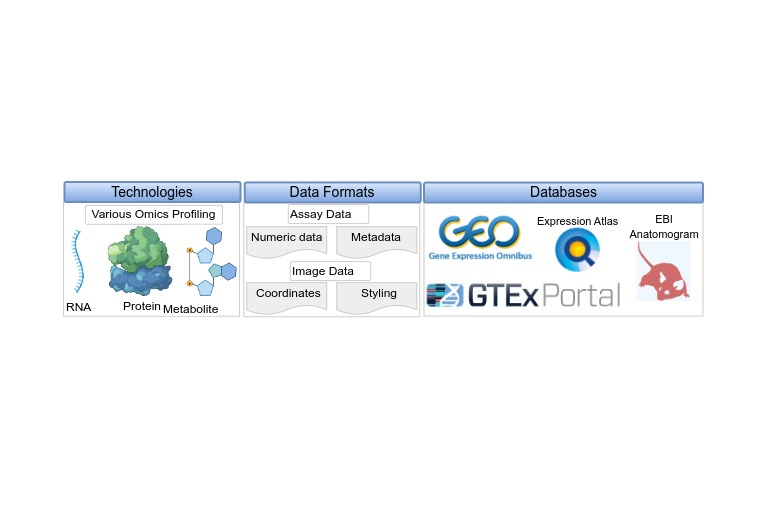 Technologies
Various Omics Profiling
RNA
Protein
Metabolite
Data Formats
Assay Data
Numeric data
Metadata
Image Data
Coordinates
Styling
Databases
GEO
Gene Expression Omnibus
Expression Atlas
EBI
Anatomogram
GTEx Portal